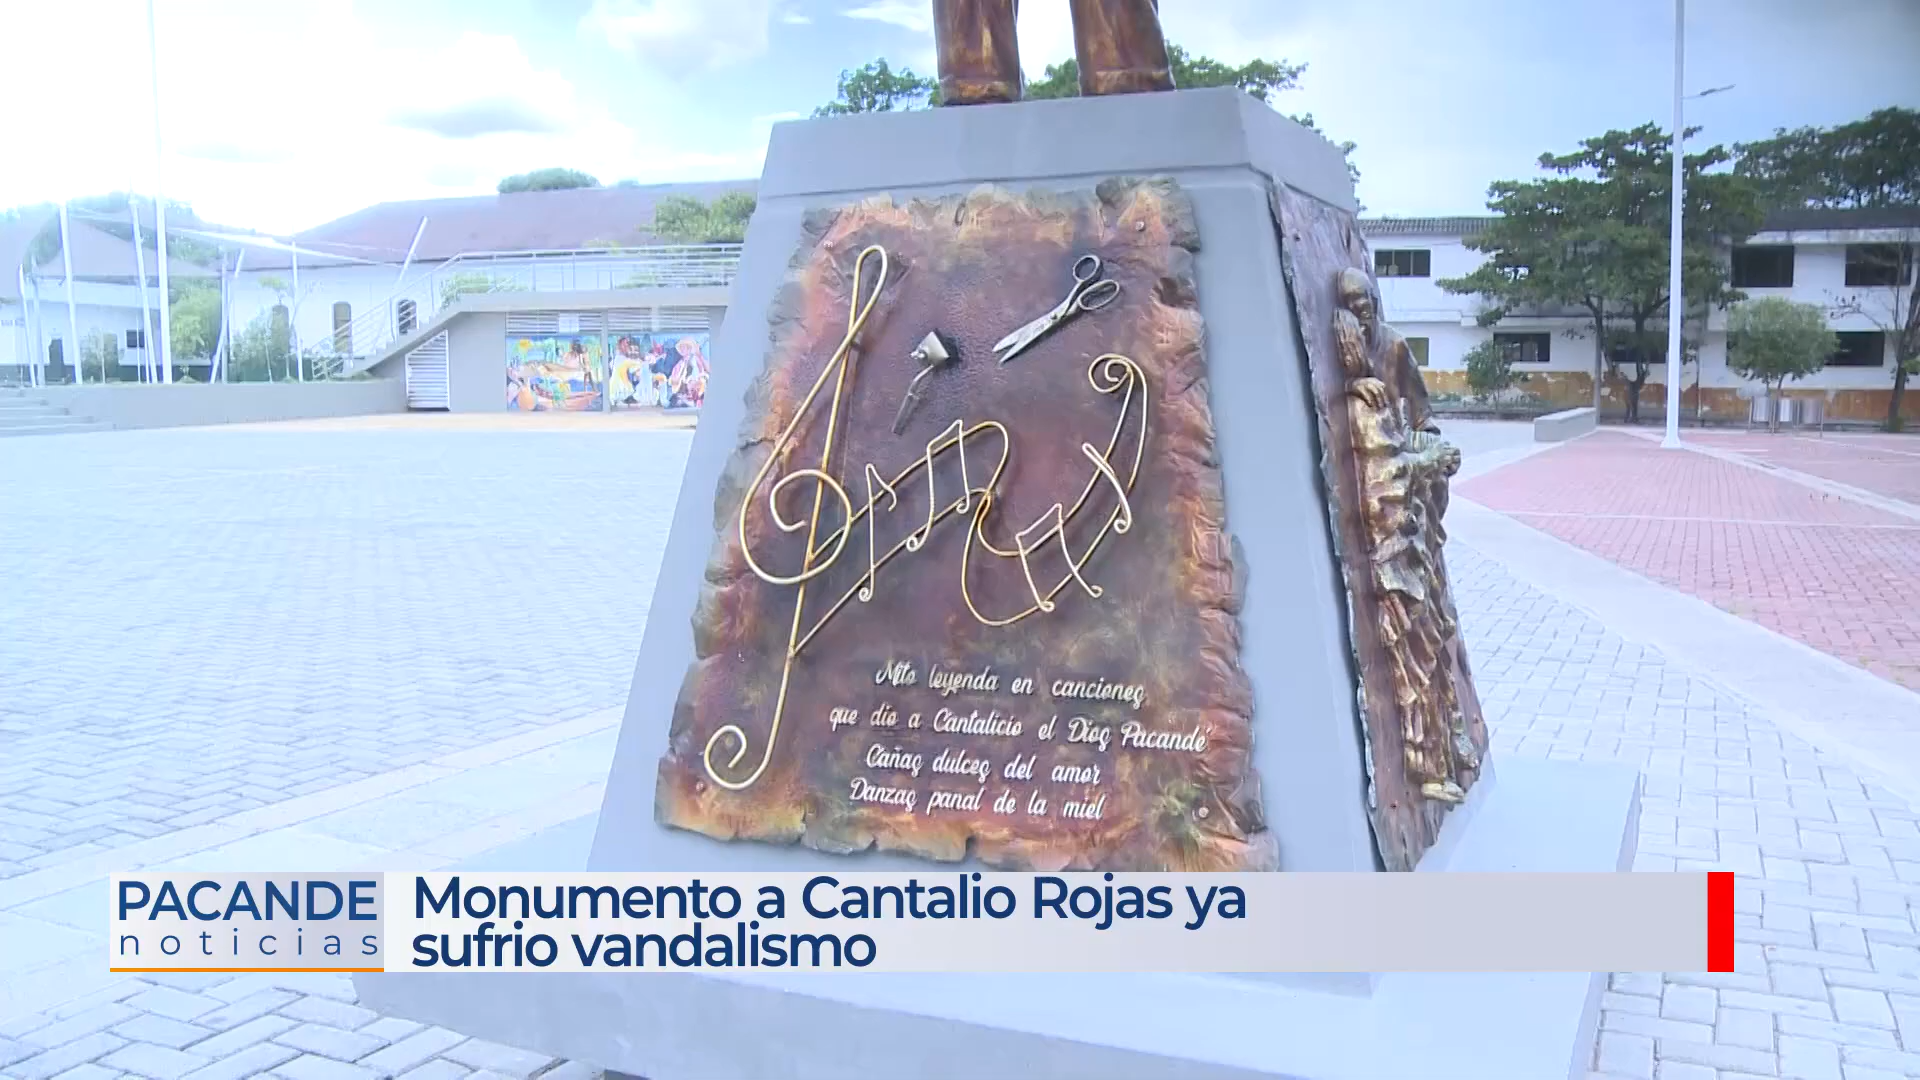 Mito leyenda en canciones
que dio a Cantalicio el Dios Pacandé
Cañas dulces del amor
Danzas panal de la miel
PACANDE
noticias
Monumento a Cantalio Rojas ya
sufrio vandalismo